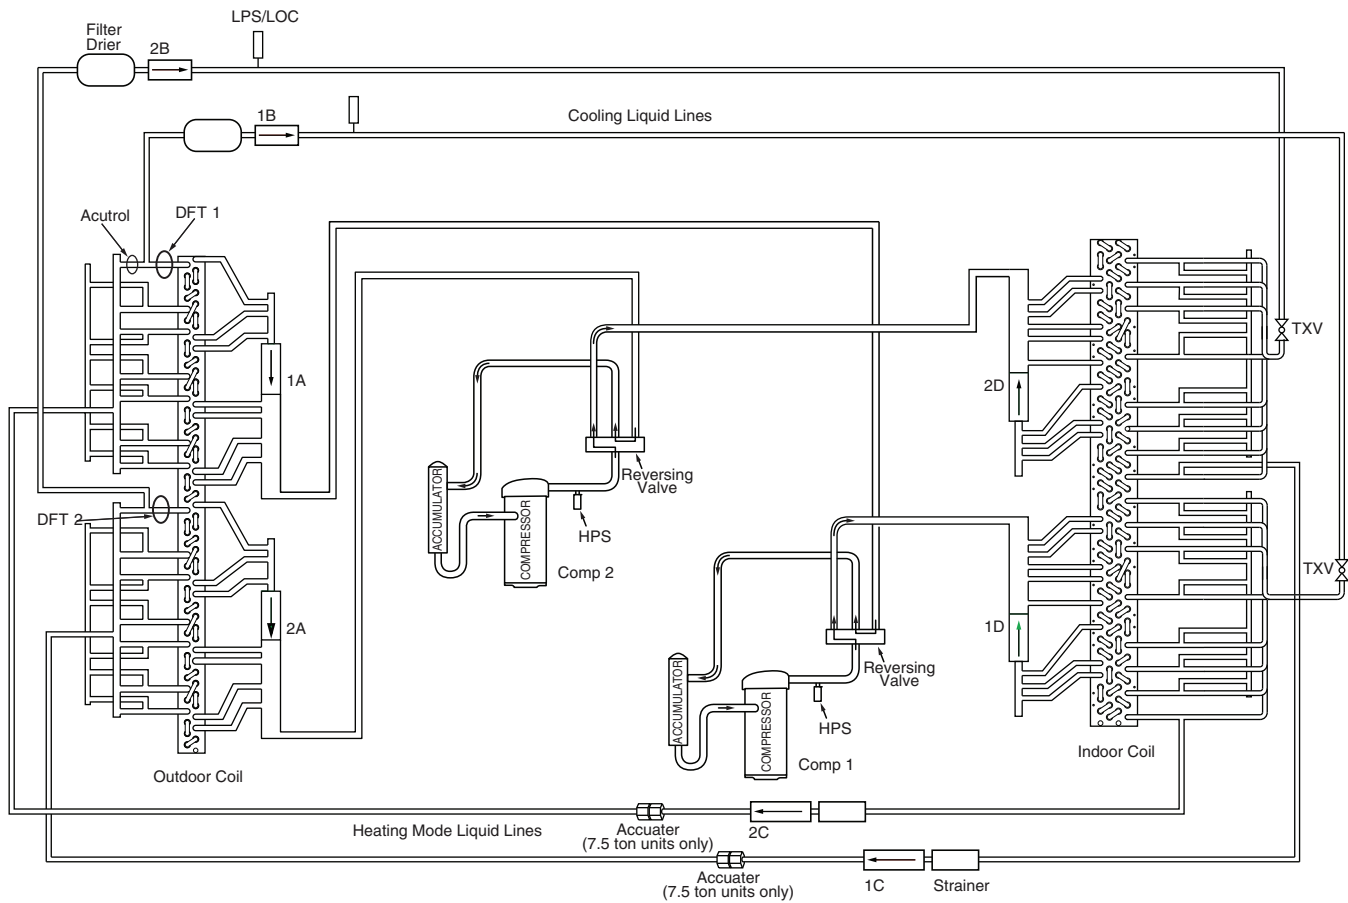 LPS/LOC
Filter
Drier
2B
1B
Cooling Liquid Lines
Acutrol
DFT 1
TXV
1A
2D
Reversing
Valve
ACCUMULATOR
COMPRESSOR
HPS
DFT 2
Comp 2
TXV
2A
1D
Reversing
Valve
ACCUMULATOR
COMPRESSOR
HPS
Comp 1
Indoor Coil
Outdoor Coil
Heating Mode Liquid Lines
Accuater
(7.5 ton units only)
2C
Accuater
(7.5 ton units only)
1C
Strainer